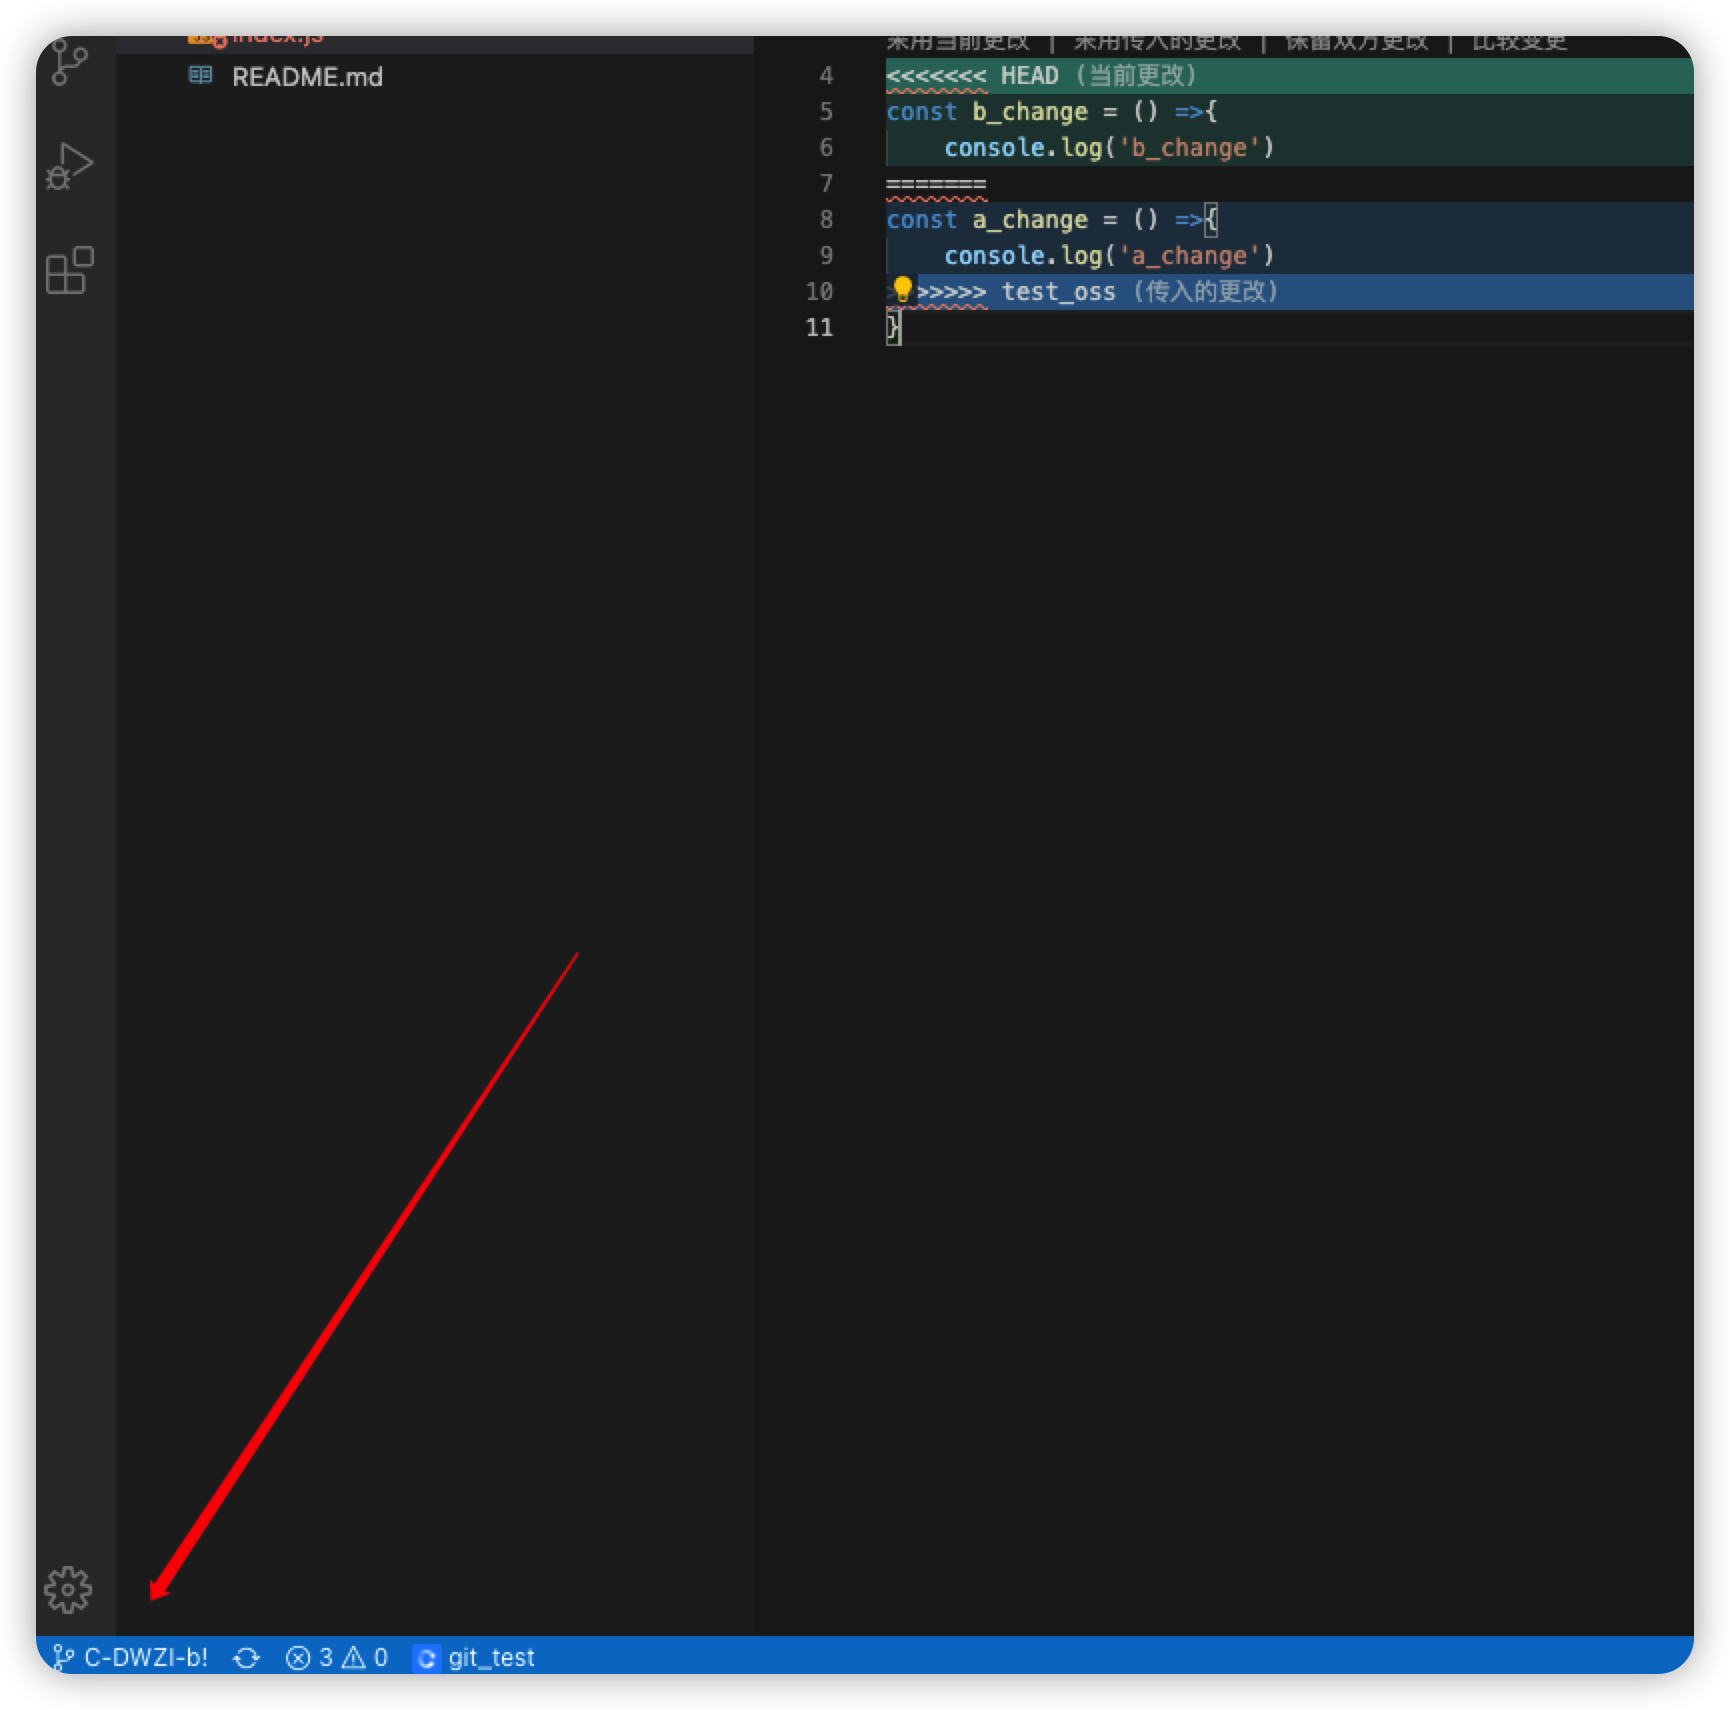 index.js
README.md
采用当前更改 | 采用传入的更改 | 保留双方更改 | 比较变更
4 <<<<<<< HEAD (当前更改)
5 const b_change = () =>{
6     console.log('b_change')
7 =======
8 const a_change = () =>{
9     console.log('a_change')
10 >>>>>> test_oss (传入的更改)
11 }
C-DWZI-b! 3 0 git_test